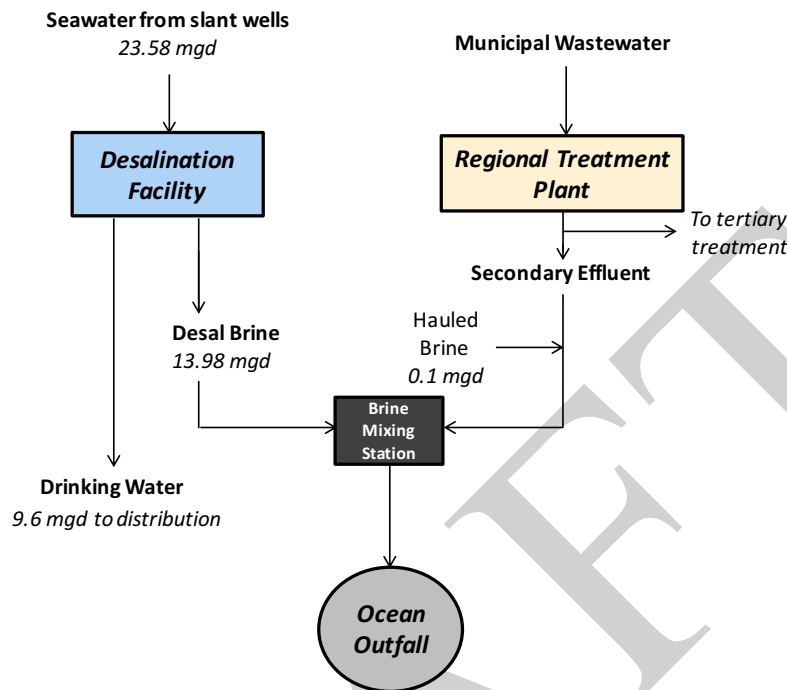 Seawater from slant wells
23.58 mgd
Municipal Wastewater
Desalination
Facility
Regional Treatment
Plant
To tertiary
treatment
Secondary Effluent
Hauled
Brine
0.1 mgd
Desal Brine
13.98 mgd
Brine
Mixing
Station
Drinking Water
9.6 mgd to distribution
Ocean
Outfall